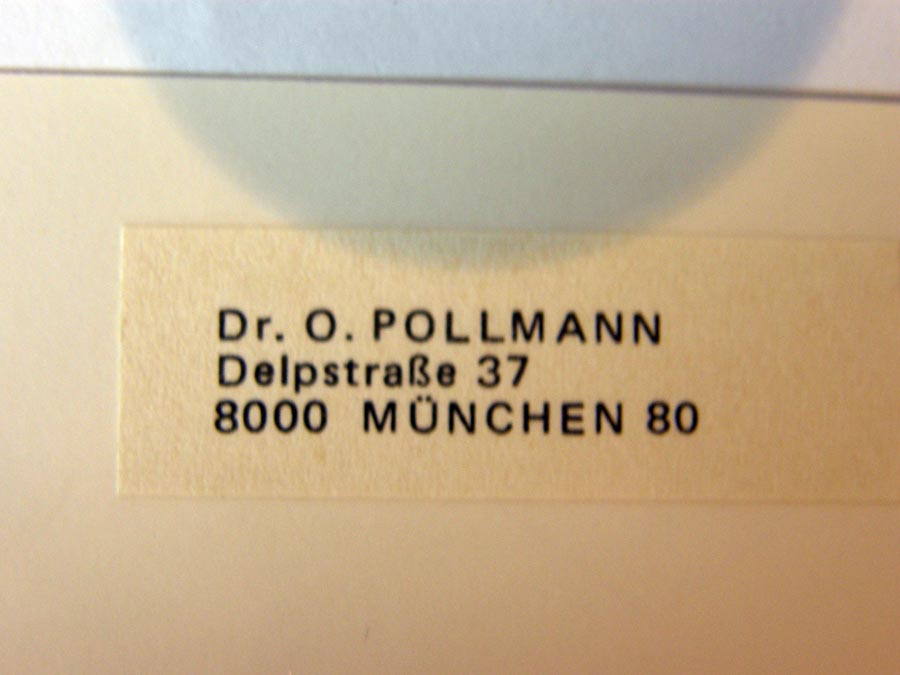 Dr. O. POLLMANN
Delpstraße 37
8000 MÜNCHEN 80